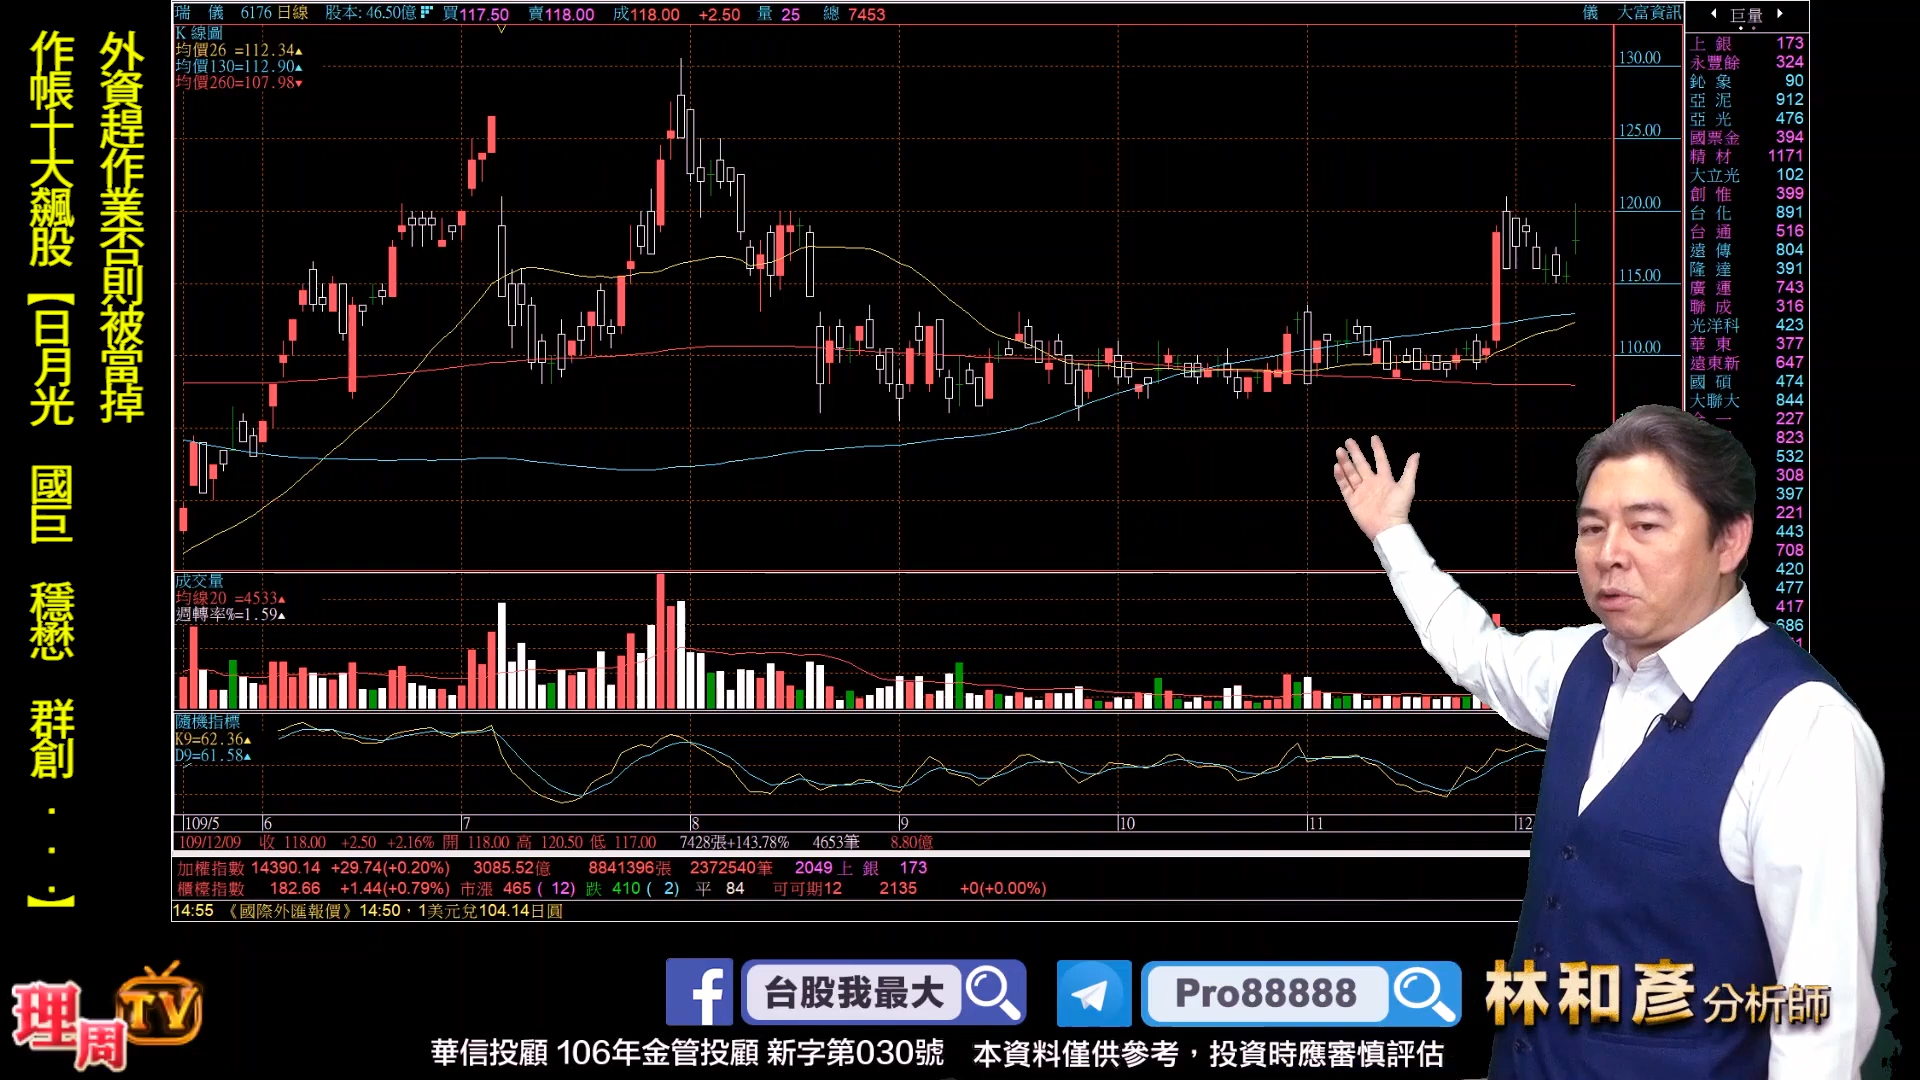 外資趕作業否則被當掉
作帳十大飆股【日月光 國巨 穩懋 群創．．．】
瑞 儀 6176 日線 股本: 46.50億 買117.50 賣118.00 成118.00 +2.50 量 25 總 7453 儀 大富資訊
K 線圖
均價26 =112.34▲
均價130=112.90▲
均價260=107.98▼
130.00
125.00
120.00
115.00
110.00
成交量
均線20 =4533▲
週轉率%=1.59▲
隨機指標
K9=62.36▲
D9=61.58▲
109/5 6 7 8 9 10 11 12
109/12/09 收 118.00 +2.50 +2.16% 開 118.00 高 120.50 低 117.00 7428張+143.78% 4653筆 8.80億
加權指數 14390.14 +29.74(+0.20%) 3085.52億 8841396張 2372540筆 2049 上 銀 173
櫃檯指數 182.66 +1.44(+0.79%) 市漲 465 ( 12) 跌 410 ( 2) 平 84 可可期12 2135 +0(+0.00%)
14:55 《國際外匯報價》14:50，1美元兌104.14日圓
巨量
上 銀 173
永豐餘 324
鈊 象 90
亞 泥 912
亞 光 476
國票金 394
精 材 1171
大立光 102
創 惟 399
台 化 891
台 通 516
遠 傳 804
隆 達 391
廣 運 743
聯 成 316
光洋科 423
華 東 377
遠東新 647
國 碩 474
大聯大 844
227
823
532
308
397
221
443
708
420
477
417
686
理周TV
台股我最大
Pro88888
林和彥 分析師
華信投顧 106年金管投顧 新字第030號 本資料僅供參考，投資時應審慎評估